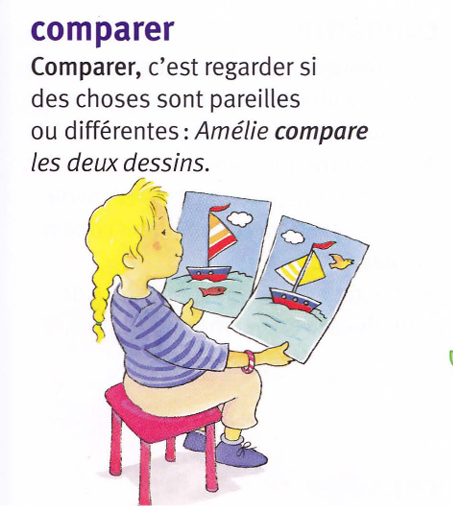 comparer
Comparer, c'est regarder si
des choses sont pareilles
ou différentes : Amélie compare
les deux dessins.